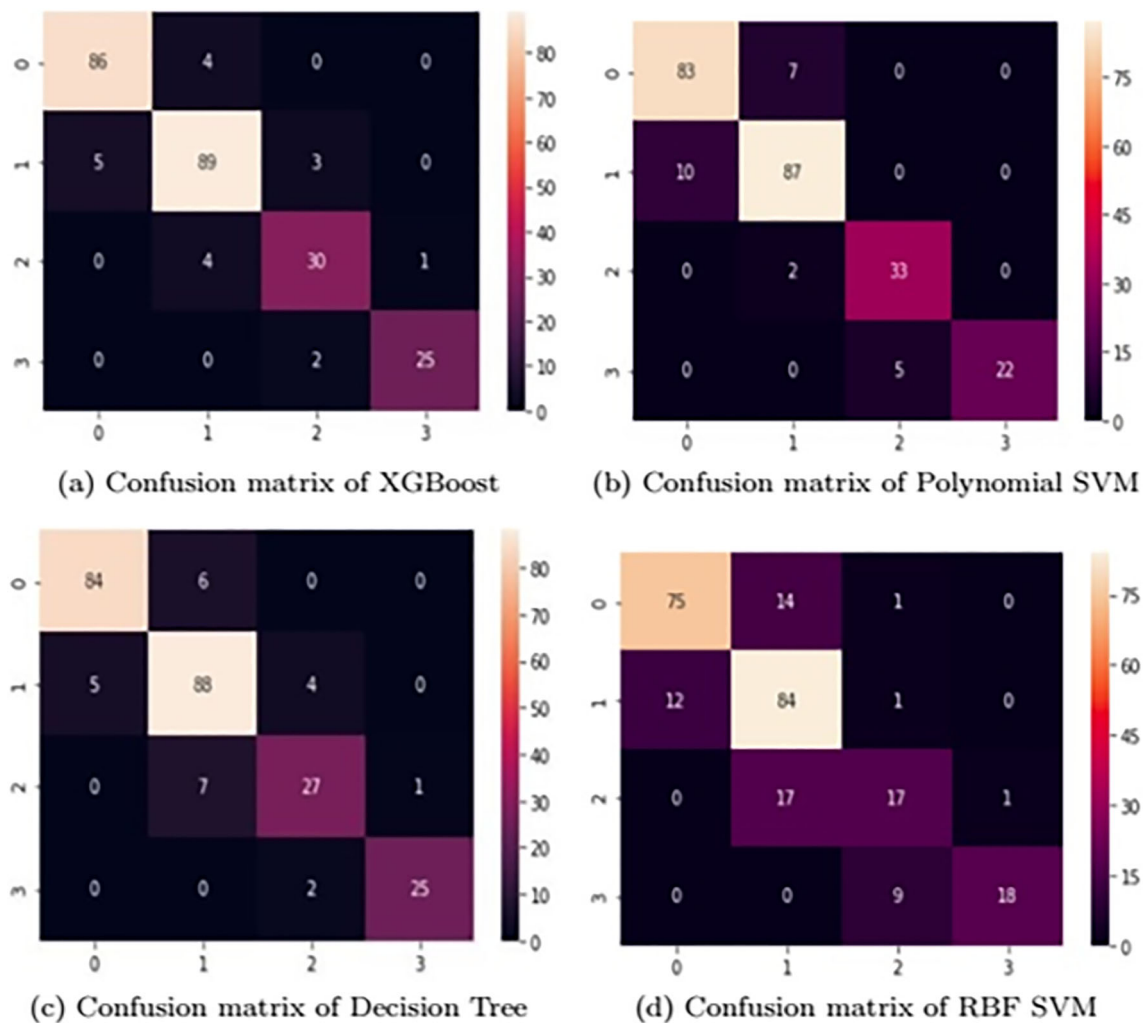 0 86 4 0 0
1 5 89 3 0
2 0 4 30 1
3 0 0 2 25
0 1 2 3
80
70
60
50
40
30
20
10
0
(a) Confusion matrix of XGBoost
0 83 7 0 0
1 10 87 0 0
2 0 2 33 0
3 0 0 5 22
0 1 2 3
75
60
45
30
15
0
(b) Confusion matrix of Polynomial SVM
0 84 6 0 0
1 5 88 4 0
2 0 7 27 1
3 0 0 2 25
0 1 2 3
80
70
60
50
40
30
20
10
0
(c) Confusion matrix of Decision Tree
0 75 14 1 0
1 12 84 1 0
2 0 17 17 1
3 0 0 9 18
0 1 2 3
75
60
45
30
15
0
(d) Confusion matrix of RBF SVM